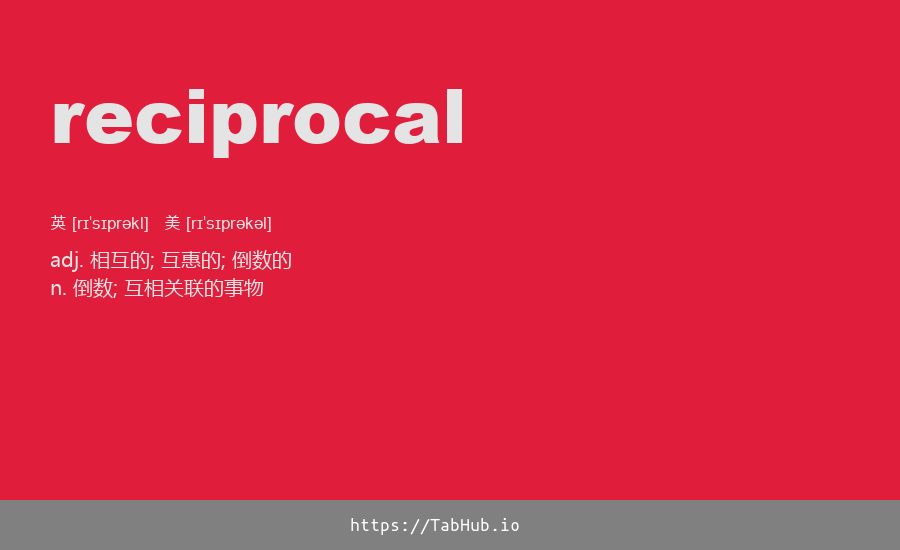 reciprocal
英 [rɪˈsɪprəkl] 美 [rɪˈsɪprəkəl]
adj. 相互的; 互惠的; 倒数的
n. 倒数; 互相关联的事物
https://TabHub.io